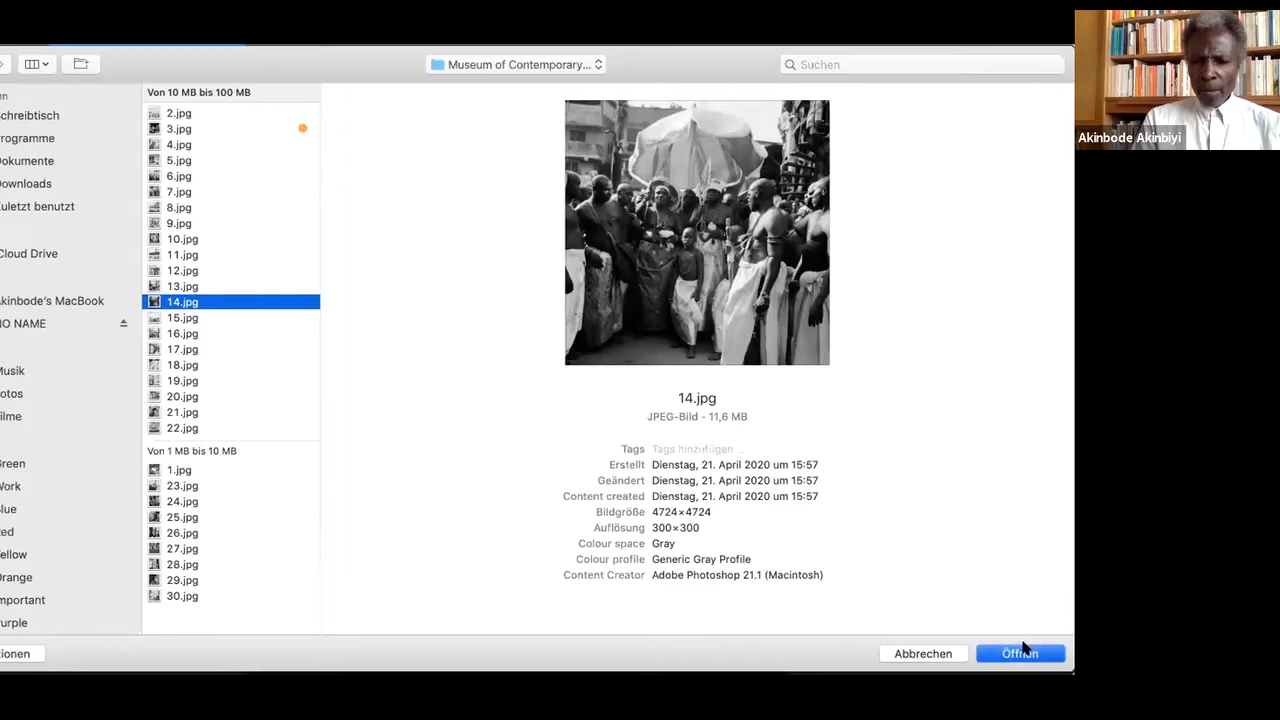 Museum of Contemporary...
Suchen
en
chreibtisch
rogramme
okumente
ownloads
uletzt benutzt
Cloud Drive
kinbode's MacBook
O NAME
usik
otos
ilme
reen
ork
lue
ed
ellow
range
mportant
urple
Von 10 MB bis 100 MB
2.jpg
3.jpg
4.jpg
5.jpg
6.jpg
7.jpg
8.jpg
9.jpg
10.jpg
11.jpg
12.jpg
13.jpg
14.jpg
15.jpg
16.jpg
17.jpg
18.jpg
19.jpg
20.jpg
21.jpg
22.jpg
Von 1 MB bis 10 MB
1.jpg
23.jpg
24.jpg
25.jpg
26.jpg
27.jpg
28.jpg
29.jpg
30.jpg
14.jpg
JPEG-Bild - 11,6 MB
Tags Tags hinzufügen ...
Erstellt Dienstag, 21. April 2020 um 15:57
Geändert Dienstag, 21. April 2020 um 15:57
Content created Dienstag, 21. April 2020 um 15:57
Bildgröße 4724×4724
Auflösung 300×300
Colour space Gray
Colour profile Generic Gray Profile
Content Creator Adobe Photoshop 21.1 (Macintosh)
ionen
Abbrechen
Öffnen
Akinbode Akinbiyi